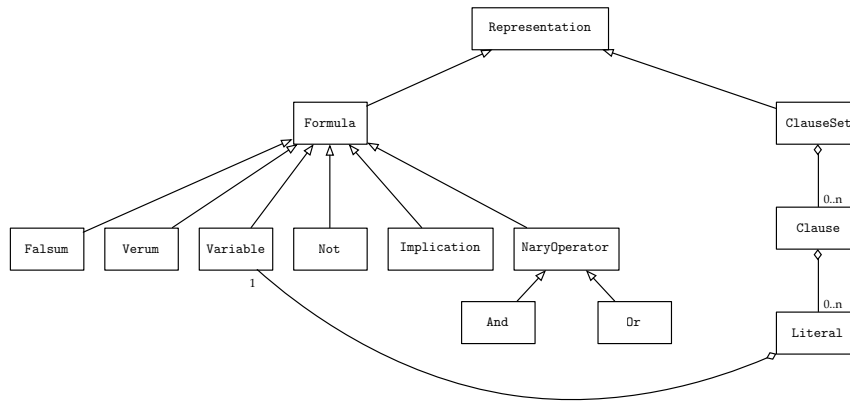 Representation
Formula
ClauseSet
0..n
Falsum
Verum
Variable
Not
Implication
NaryOperator
Clause
1
0..n
And
Or
Literal